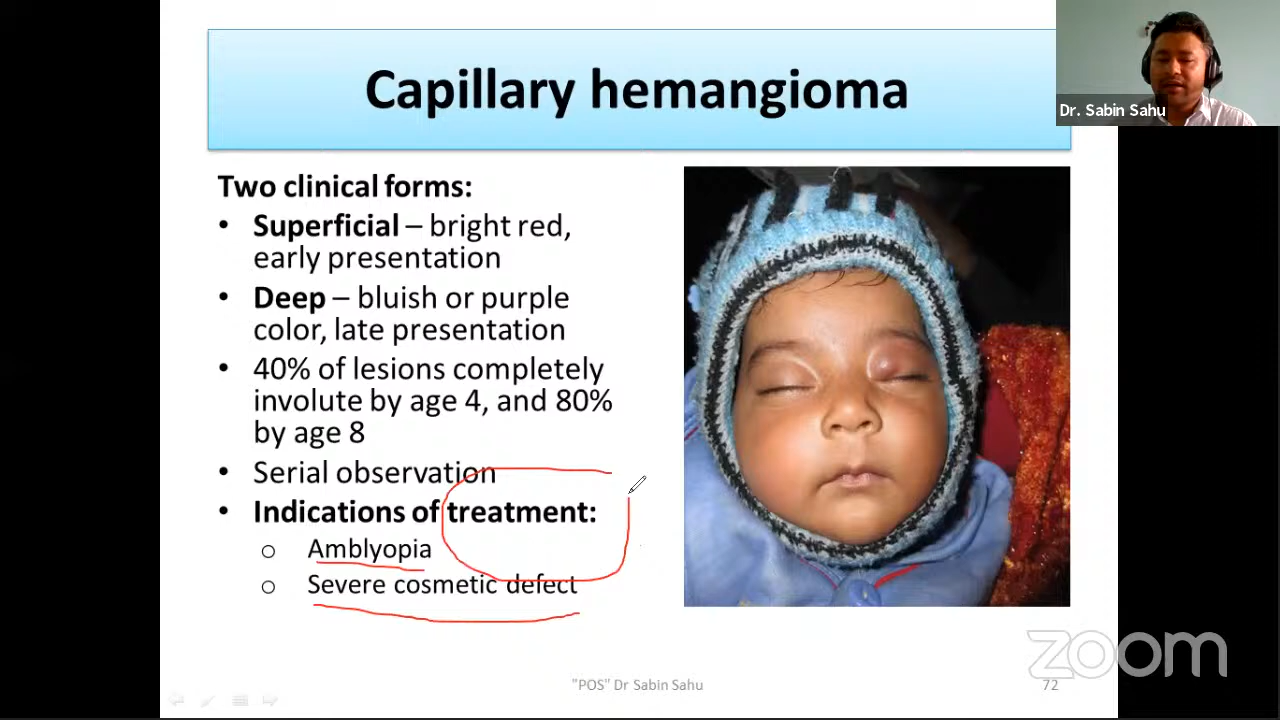 Capillary hemangioma
Dr. Sabin Sahu
Two clinical forms:
• Superficial – bright red,
early presentation
• Deep – bluish or purple
color, late presentation
• 40% of lesions completely
involute by age 4, and 80%
by age 8
• Serial observation
• Indications of treatment:
o Amblyopia
o Severe cosmetic defect
zoom
"POS" Dr Sabin Sahu
72